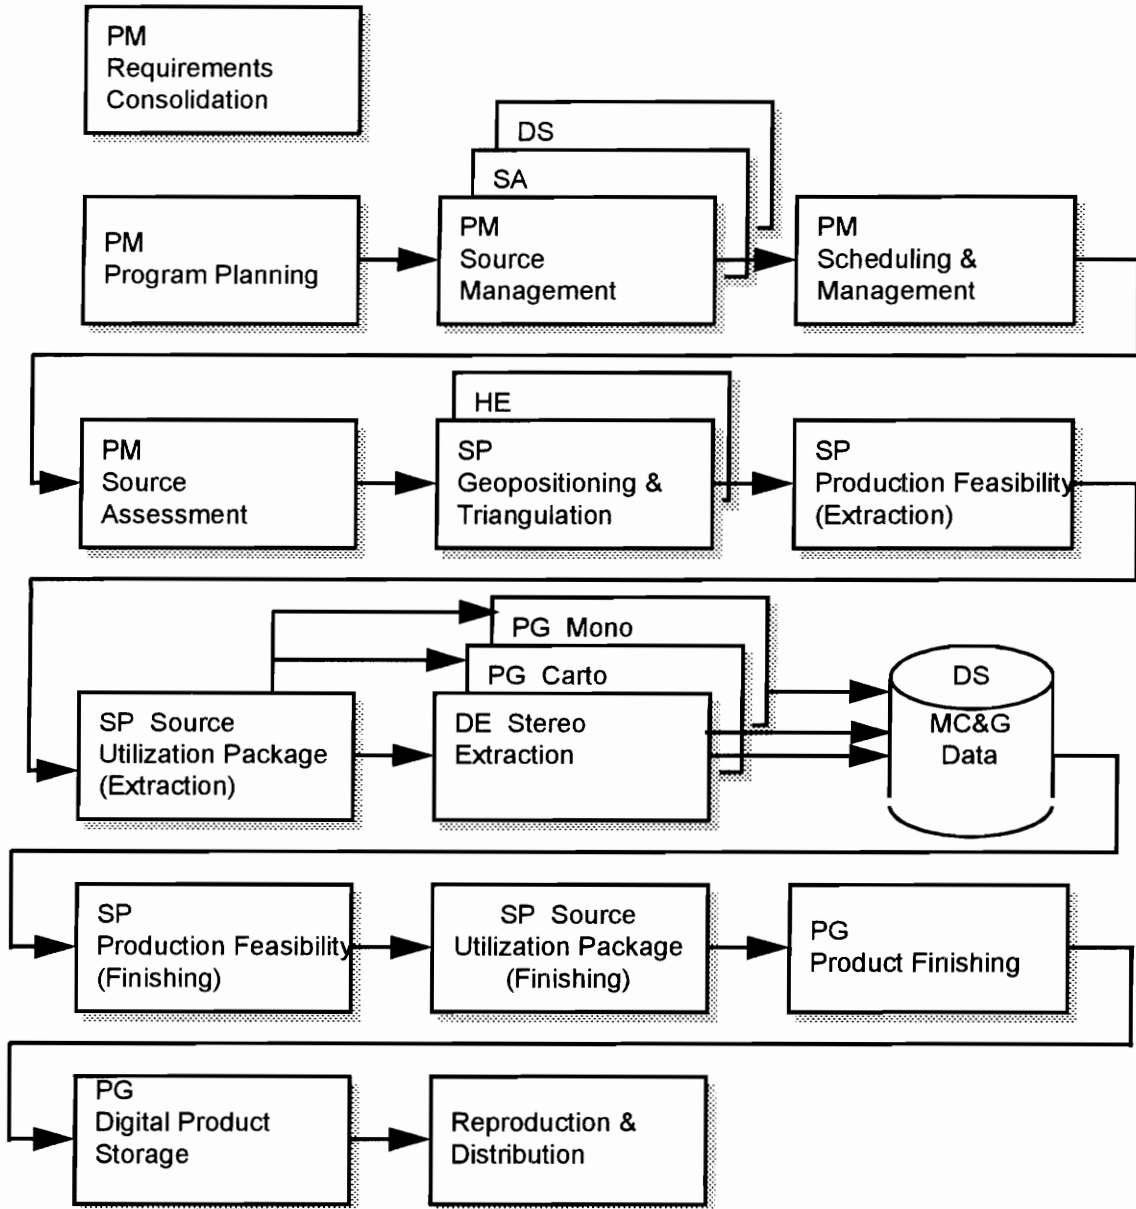 PM
Requirements
Consolidation
DS
SA
PM
Program Planning
PM
Source
Management
PM
Scheduling &
Management
HE
PM
Source
Assessment
SP
Geopositioning &
Triangulation
SP
Production Feasibility
(Extraction)
PG Mono
PG Carto
SP Source
Utilization Package
(Extraction)
DE Stereo
Extraction
DS
MC&G
Data
SP
Production Feasibility
(Finishing)
SP Source
Utilization Package
(Finishing)
PG
Product Finishing
PG
Digital Product
Storage
Reproduction &
Distribution